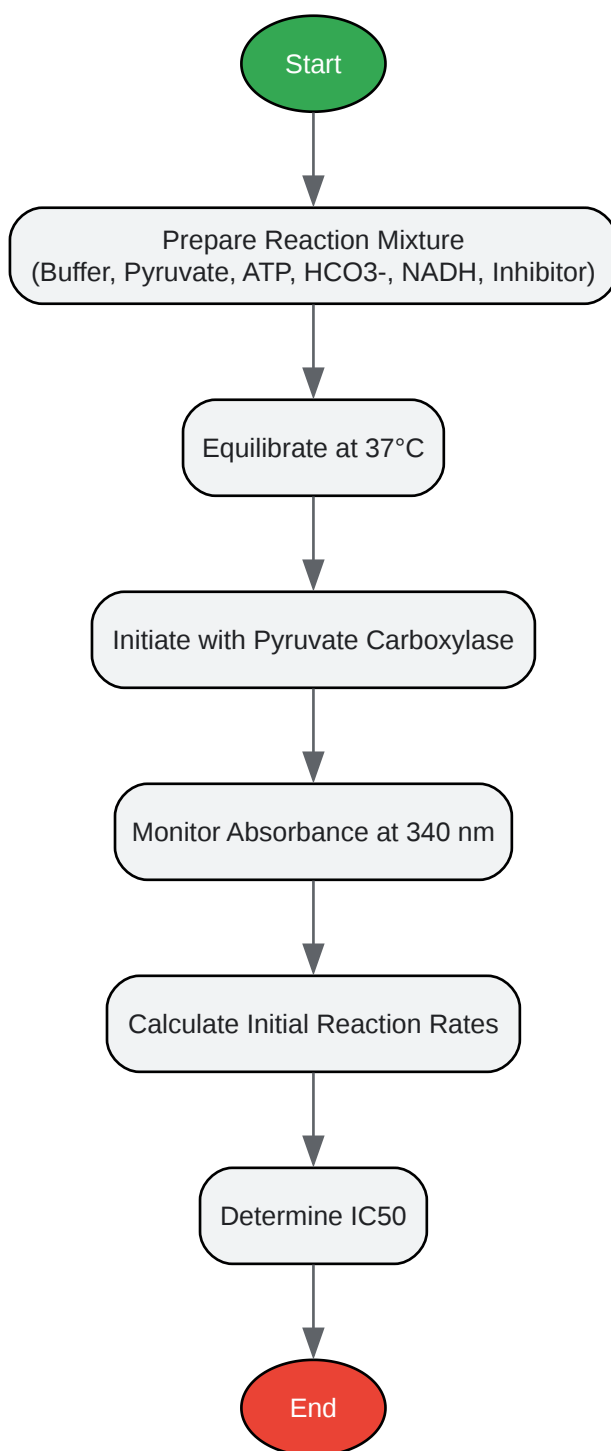 Start
Prepare Reaction Mixture
(Buffer, Pyruvate, ATP, HCO3-, NADH, Inhibitor)
Equilibrate at 37°C
Initiate with Pyruvate Carboxylase
Monitor Absorbance at 340 nm
Calculate Initial Reaction Rates
Determine IC50
End